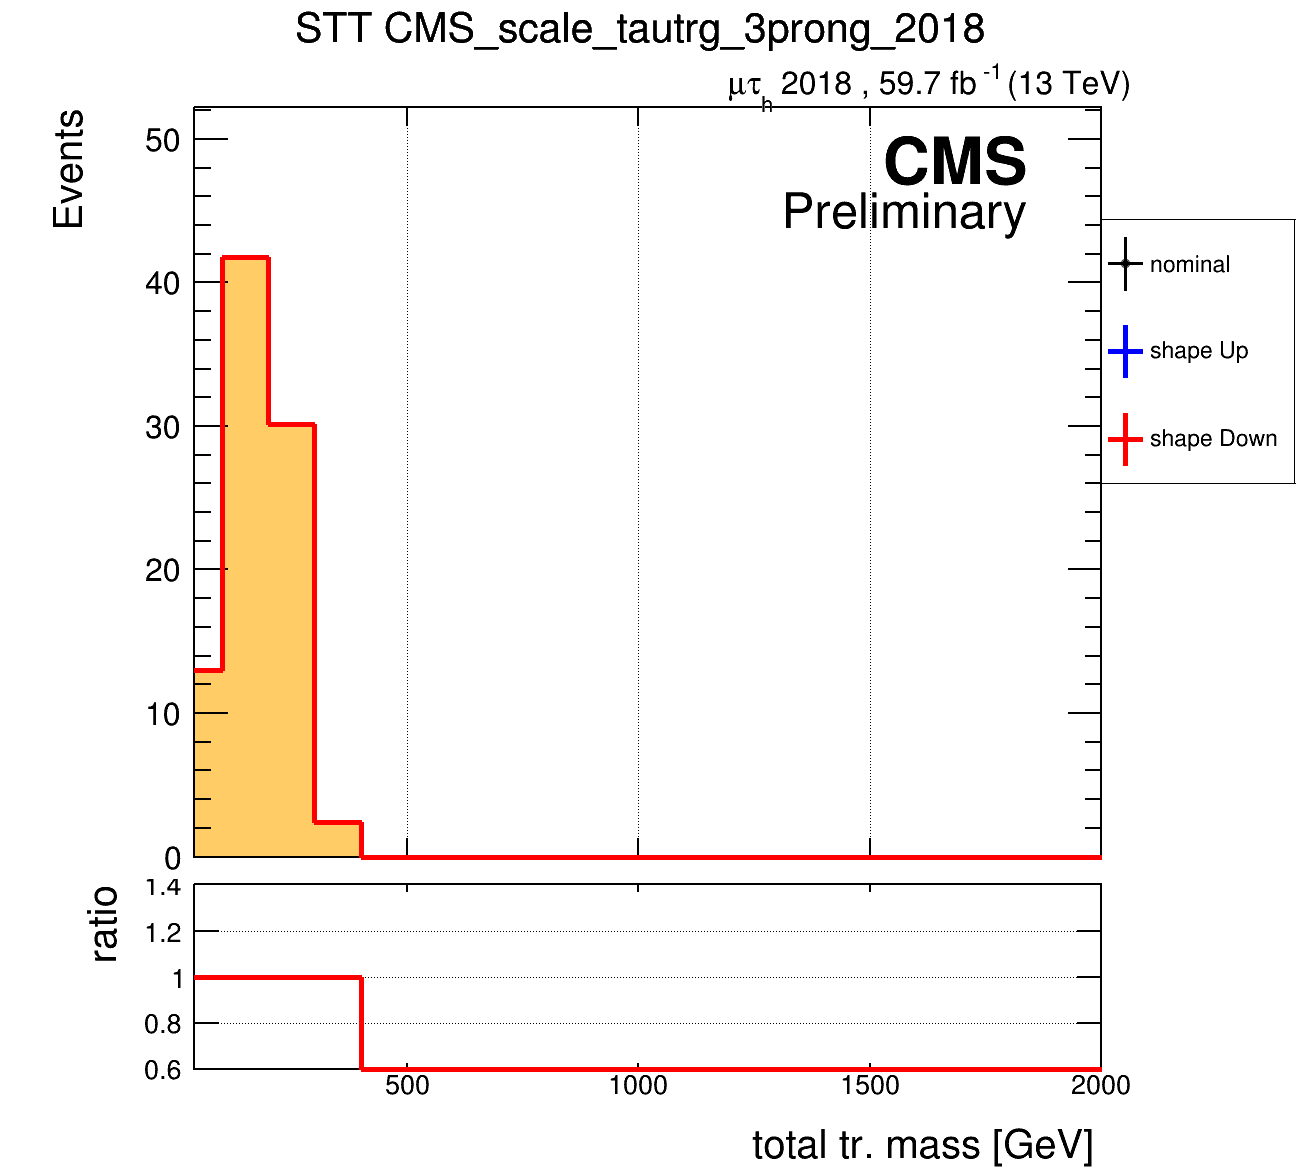 STT CMS_scale_tautrg_3prong_2018
μτh 2018 , 59.7 fb-1 (13 TeV)
Events
50
40
30
20
10
0
CMS
Preliminary
nominal
shape Up
shape Down
ratio
1.4
1.2
1
0.8
0.6
500 1000 1500 2000
total tr. mass [GeV]